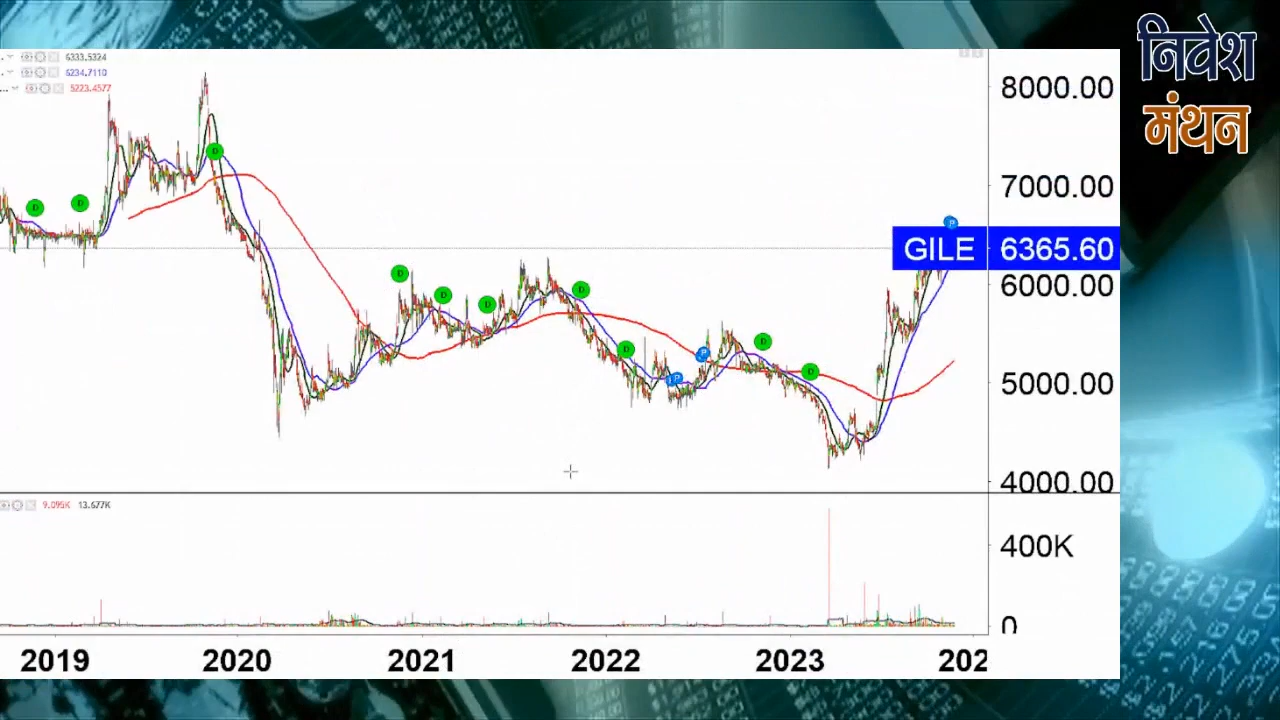 निवेश
मंथन
6333.5324
6234.7110
5223.4577
8000.00
7000.00
GILE 6365.60
6000.00
5000.00
4000.00
D
D
D
D
D
D
D
D
D
D
P
P
P
9.095K 13.677K
400K
0
2019 2020 2021 2022 2023 202